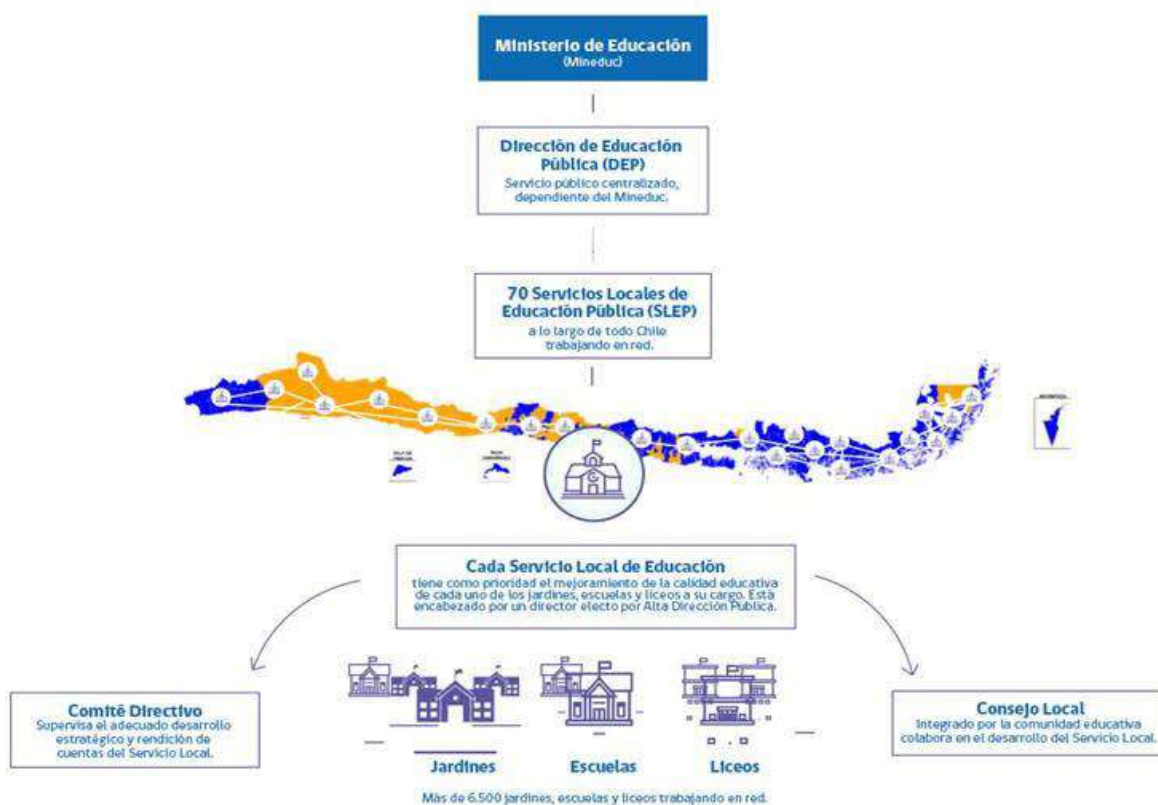 Ministerio de Educación
(Mineduc)
Dirección de Educación
Pública (DEP)
Servicio público centralizado,
dependiente del Mineduc.
70 Servicios Locales de
Educación Pública (SLEP)
a lo largo de todo Chile
trabajando en red.
Cada Servicio Local de Educación
tiene como prioridad el mejoramiento de la calidad educativa
de cada uno de los jardines, escuelas y liceos a su cargo. Está
encabezado por un director electo por Alta Dirección Publica.
Comité Directivo
Supervisa el adecuado desarrollo
estratégico y rendición de
cuentas del Servicio Local.
Consejo Local
Integrado por la comunidad educativa
colabora en el desarrollo del Servicio Local.
Jardines
Escuelas
Liceos
Más de 6.500 jardines, escuelas y liceos trabajando en red.